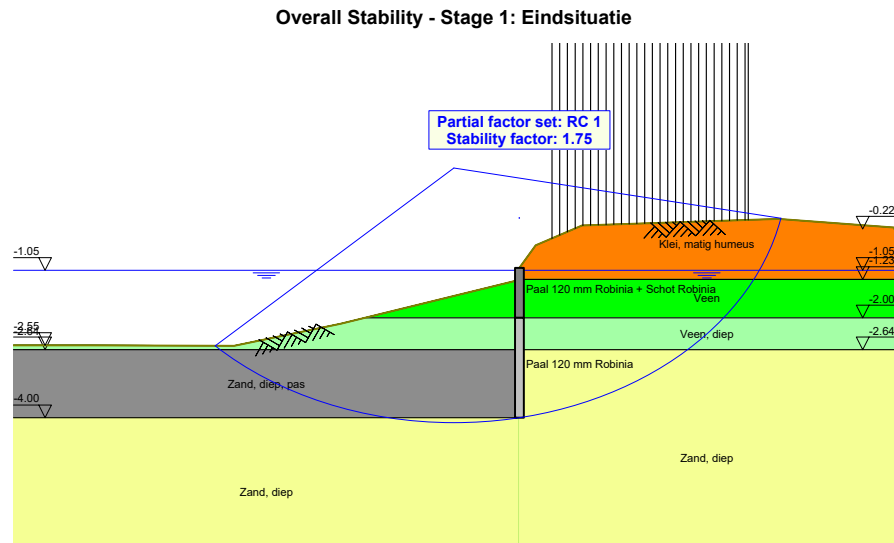 Overall Stability - Stage 1: Eindsituatie
Partial factor set: RC 1
Stability factor: 1.75
-0.22
Klei, matig humeus
-1.05
-1.05
-1.23
Paal 120 mm Robinia + Schot Robinia
Veen
-2.00
Veen, diep
-2.55
-2.64
-2.64
Paal 120 mm Robinia
Zand, diep, pas
-4.00
Zand, diep
Zand, diep